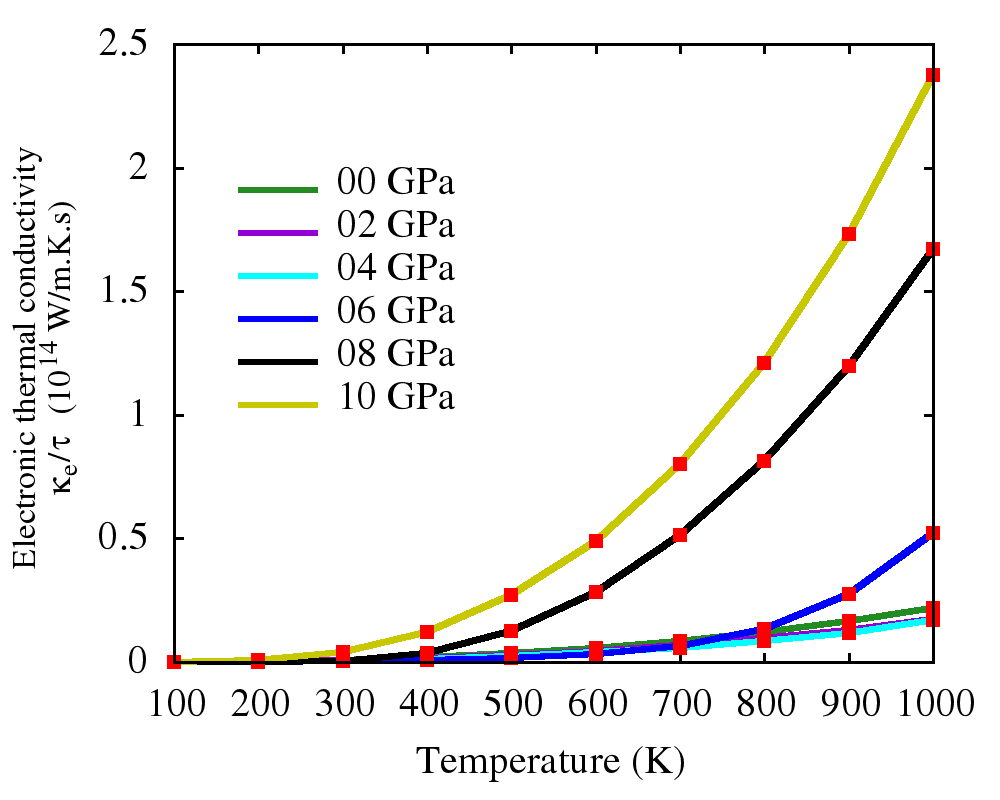 2.5
2
1.5
1
0.5
0
Electronic thermal conductivity
κe/τ (10^14 W/m.K.s)
00 GPa
02 GPa
04 GPa
06 GPa
08 GPa
10 GPa
100 200 300 400 500 600 700 800 900 1000
Temperature (K)